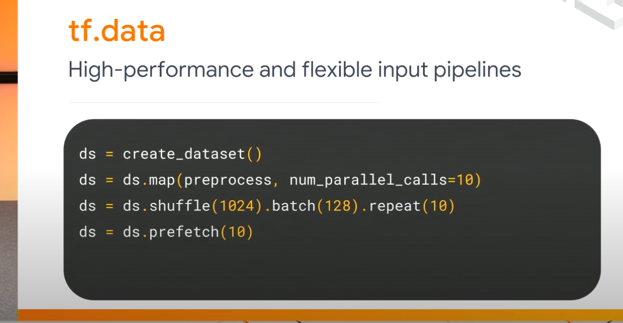 tf.data
High-performance and flexible input pipelines
ds = create_dataset()
ds = ds.map(preprocess, num_parallel_calls=10)
ds = ds.shuffle(1024).batch(128).repeat(10)
ds = ds.prefetch(10)